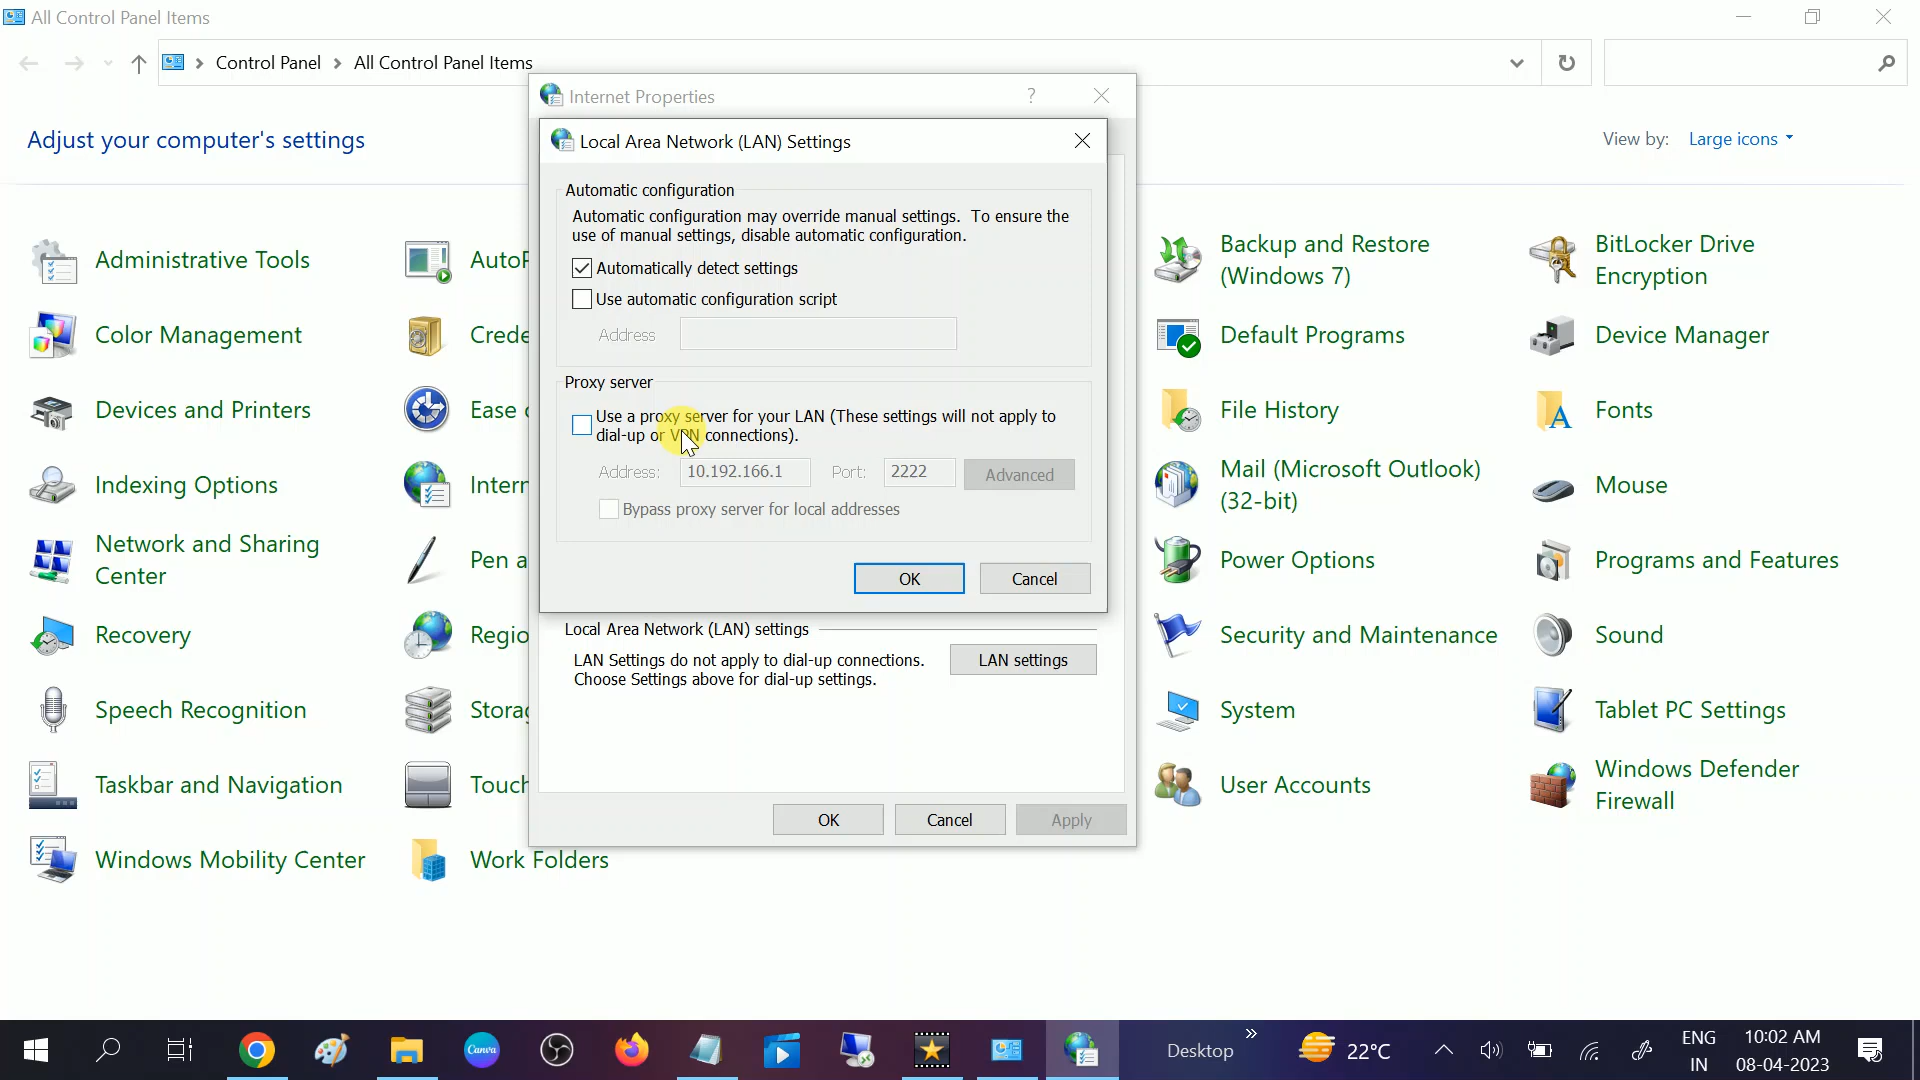 All Control Panel Items
Control Panel
All Control Panel Items
Internet Properties
?
Adjust your computer's settings
Local Area Network (LAN) Settings
View by: Large icons
Automatic configuration
Automatic configuration may override manual settings. To ensure the
use of manual settings, disable automatic configuration.
Automatically detect settings
Use automatic configuration script
Address
Proxy server
Use a proxy server for your LAN (These settings will not apply to
dial-up or VPN connections).
Address: 10.192.166.1 Port: 2222 Advanced
Bypass proxy server for local addresses
OK Cancel
Local Area Network (LAN) settings
LAN Settings do not apply to dial-up connections.
Choose Settings above for dial-up settings.
LAN settings
OK Cancel Apply
Administrative Tools
AutoP
Backup and Restore
(Windows 7)
BitLocker Drive
Encryption
Color Management
Crede
Default Programs
Device Manager
Devices and Printers
Ease
File History
Fonts
Indexing Options
Intern
Mail (Microsoft Outlook)
(32-bit)
Mouse
Network and Sharing
Center
Pen a
Power Options
Programs and Features
Recovery
Regio
Security and Maintenance
Sound
Speech Recognition
Storag
System
Tablet PC Settings
Taskbar and Navigation
Touch
User Accounts
Windows Defender
Firewall
Windows Mobility Center
Work Folders
Canva
Desktop
22°C
ENG
IN
10:02 AM
08-04-2023